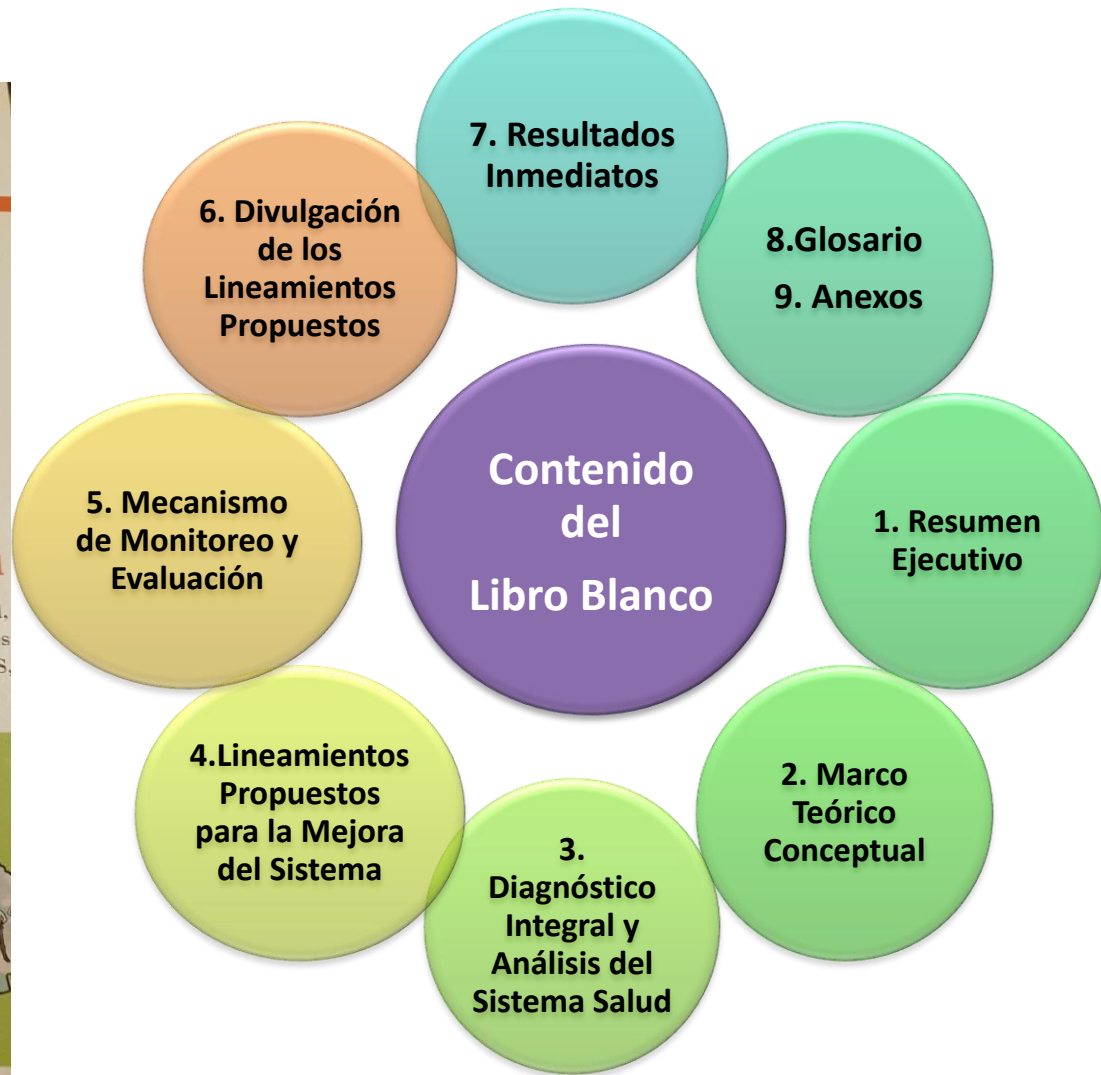 Contenido
del
Libro Blanco
1. Resumen
Ejecutivo
2. Marco
Teórico
Conceptual
3.
Diagnóstico
Integral y
Análisis del
Sistema Salud
4.Lineamientos
Propuestos
para la Mejora
del Sistema
5. Mecanismo
de Monitoreo y
Evaluación
6. Divulgación
de los
Lineamientos
Propuestos
7. Resultados
Inmediatos
8.Glosario
9. Anexos